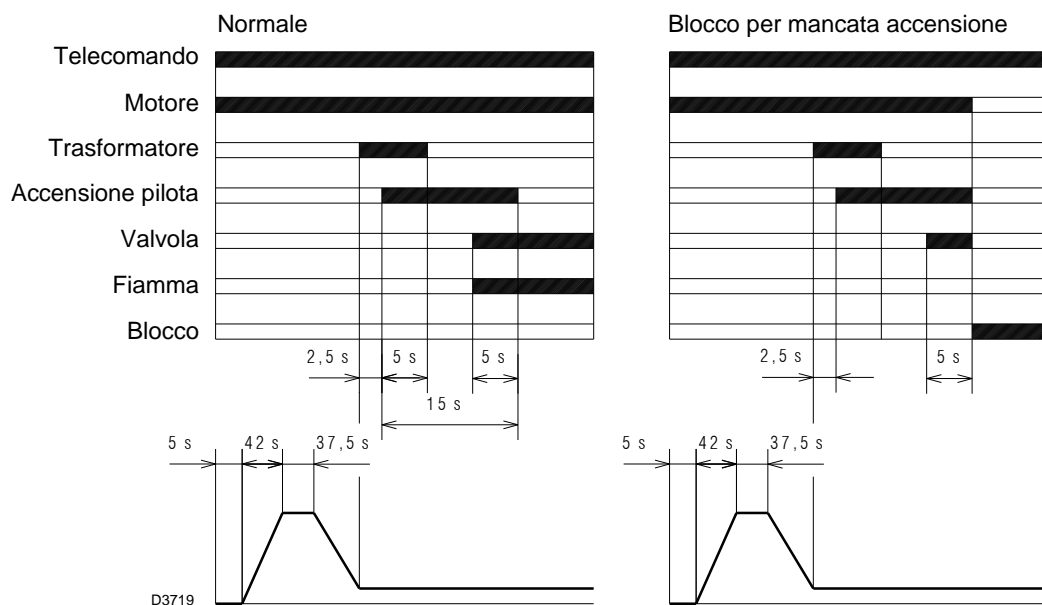 Normale
Blocco per mancata accensione
Telecomando
Motore
Trasformatore
Accensione pilota
Valvola
Fiamma
Blocco
2,5 s
5 s
5 s
2,5 s
5 s
15 s
5 s
42 s
37,5 s
5 s
42 s
37,5 s
D3719